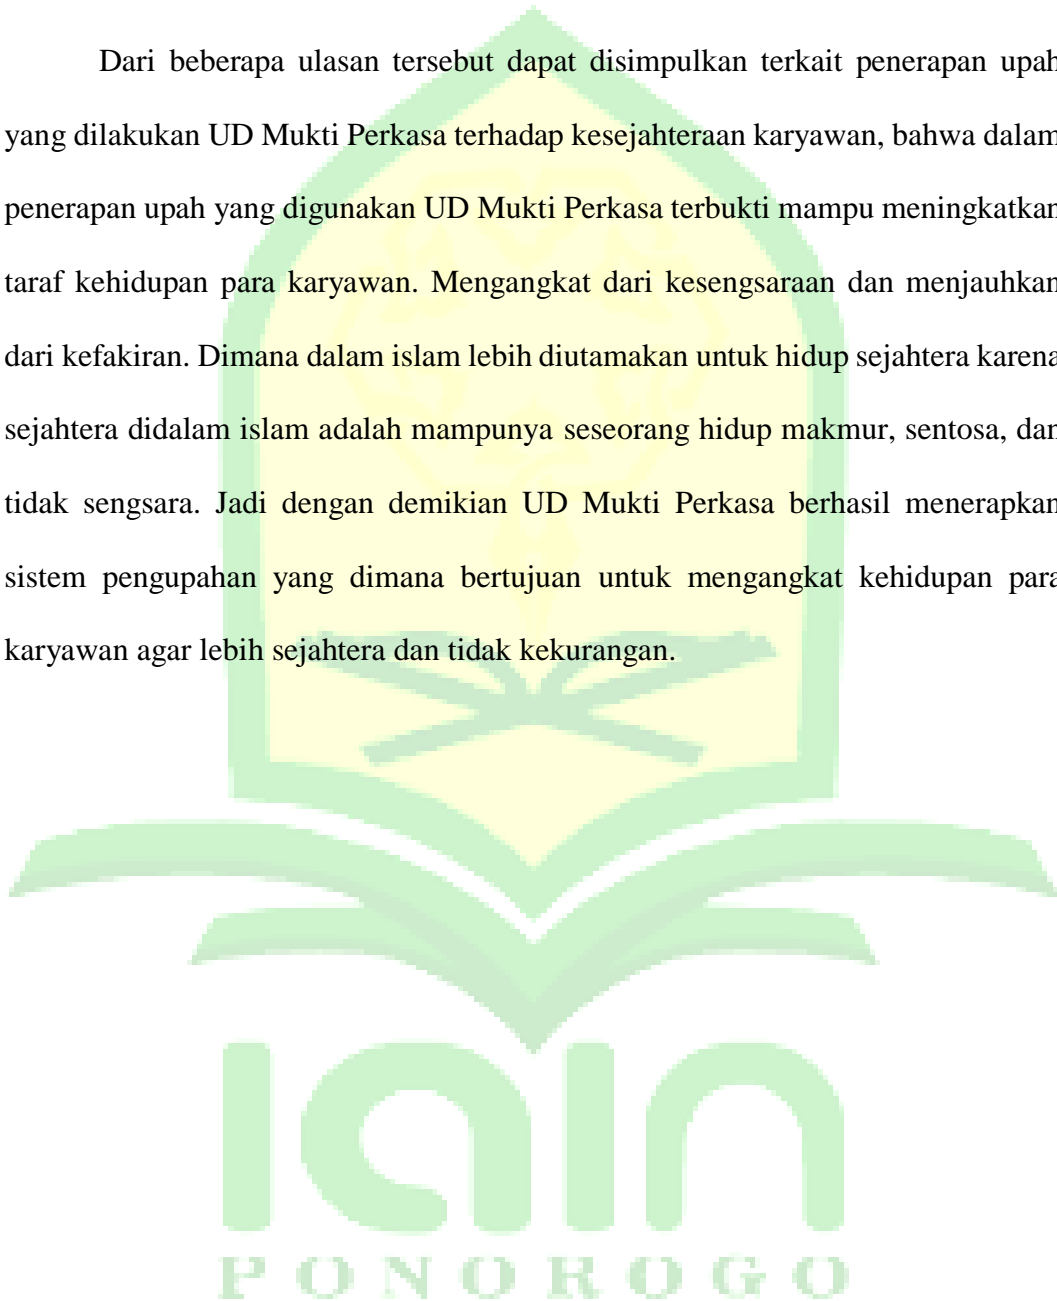 Dari beberapa ulasan tersebut dapat disimpulkan terkait penerapan upah
yang dilakukan UD Mukti Perkasa terhadap kesejahteraan karyawan, bahwa dalam
penerapan upah yang digunakan UD Mukti Perkasa terbukti mampu meningkatkan
taraf kehidupan para karyawan. Mengangkat dari kesengsaraan dan menjauhkan
dari kefakiran. Dimana dalam islam lebih diutamakan untuk hidup sejahtera karena
sejahtera didalam islam adalah mampunya seseorang hidup makmur, sentosa, dan
tidak sengsara. Jadi dengan demikian UD Mukti Perkasa berhasil menerapkan
sistem pengupahan yang dimana bertujuan untuk mengangkat kehidupan para
karyawan agar lebih sejahtera dan tidak kekurangan.
iain
PONOROGO